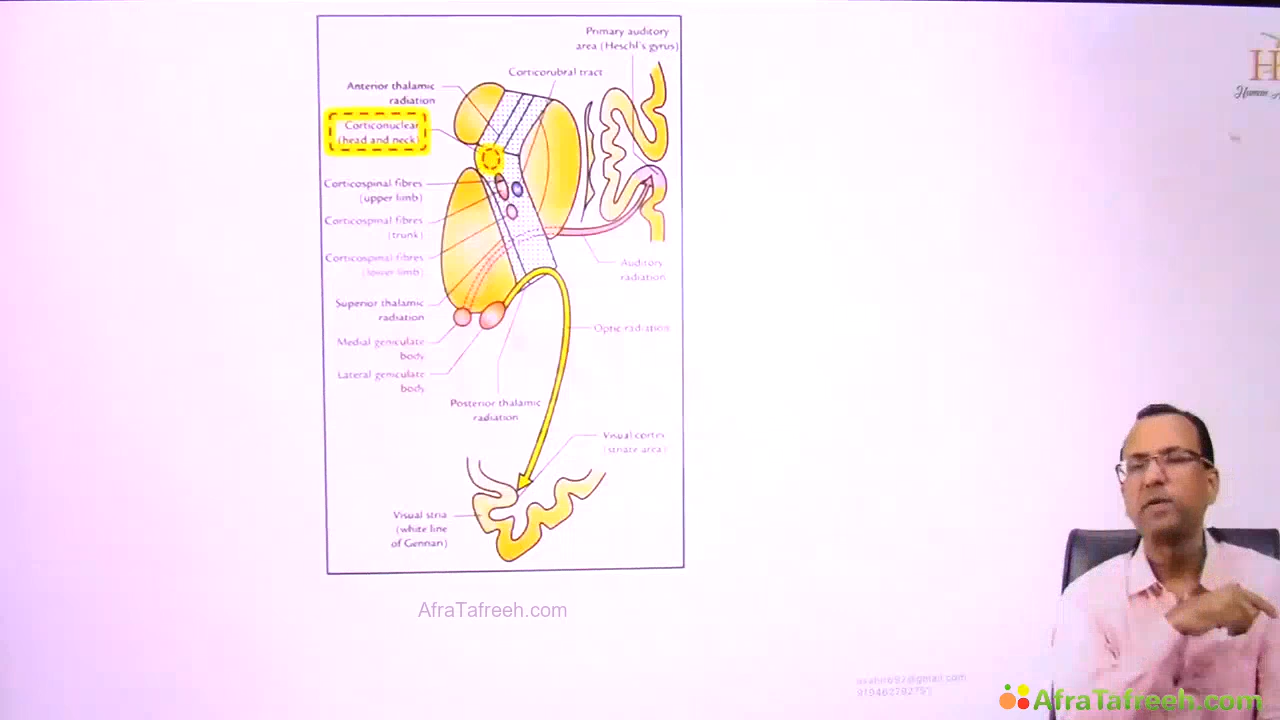 Primary auditory
area (Heschl's gyrus)
Corticorubral tract
Anterior thalamic
radiation
Corticonuclear
(head and neck)
Corticospinal fibres
(upper limb)
Corticospinal fibres
(trunk)
Corticospinal fibres
(lower limb)
Auditory
radiation
Superior thalamic
radiation
Optic radiation
Medial geniculate
body
Lateral geniculate
body
Posterior thalamic
radiation
Visual cortex
(striate area)
Visual stria
(white line
of Gennari)
AfraTafreeh.com
H
Human
AfraTafreeh.com